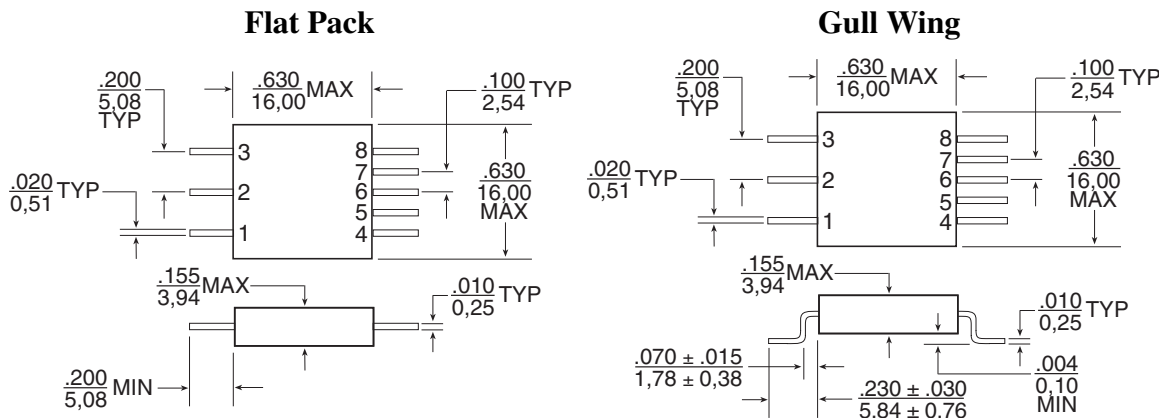 Flat Pack
.200
5,08
TYP
.630
16,00
MAX
.100
2,54
TYP
3
2
1
8
7
6
5
4
.020
0,51
TYP
.630
16,00
MAX
.155
3,94
MAX
.010
0,25
TYP
.200
5,08
MIN
Gull Wing
.200
5,08
TYP
.630
16,00
MAX
.100
2,54
TYP
3
2
1
8
7
6
5
4
.020
0,51
TYP
.630
16,00
MAX
.155
3,94
MAX
.010
0,25
TYP
.070 ± .015
1,78 ± 0,38
.230 ± .030
5,84 ± 0,76
.004
0,10
MIN